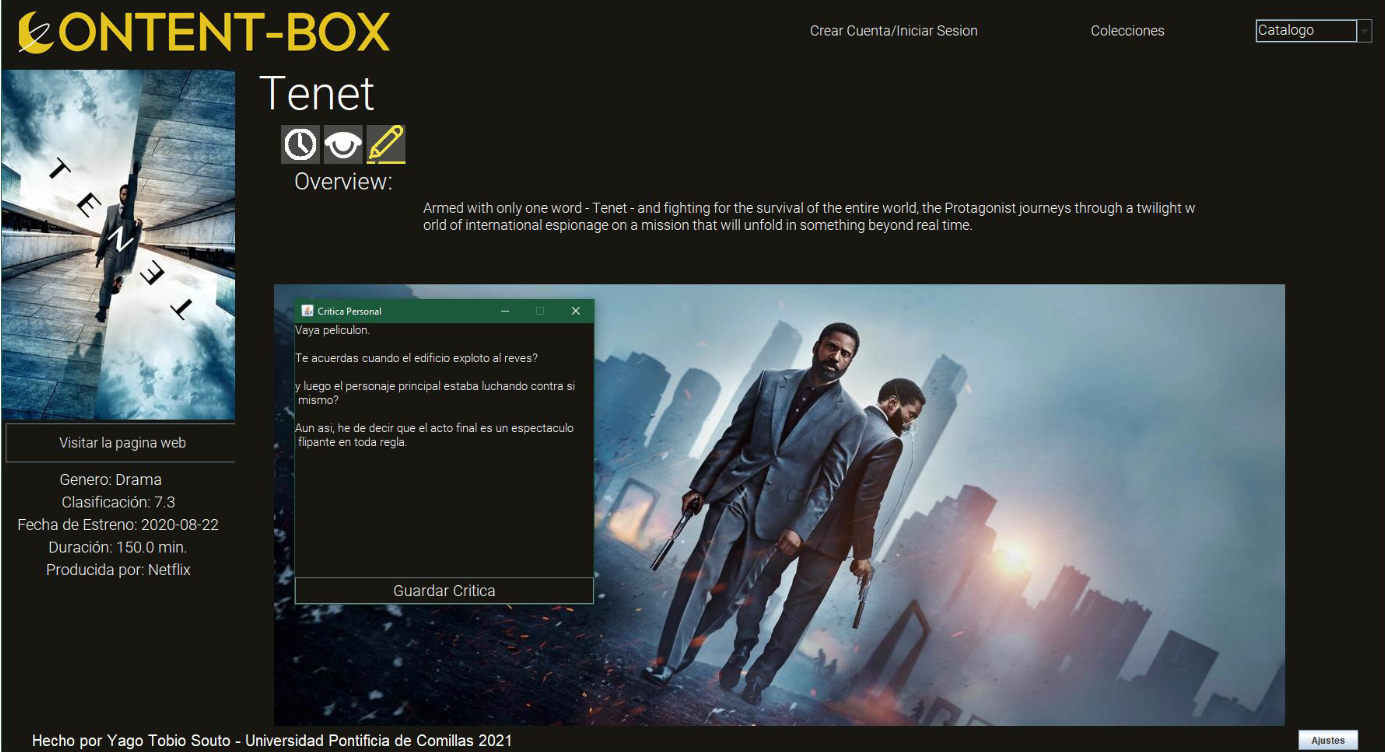 CONTENT-BOX
Crear Cuenta/Iniciar Sesion
Colecciones
Catalogo
Tenet
TENET
Overview:
Armed with only one word - Tenet - and fighting for the survival of the entire world, the Protagonist journeys through a twilight w
orld of international espionage on a mission that will unfold in something beyond real time.
Critica Personal
Vaya peliculon.
Te acuerdas cuando el edificio exploto al reves?
y luego el personaje principal estaba luchando contra si
mismo?
Aun asi, he de decir que el acto final es un espectaculo
flipante en toda regla.
Guardar Critica
Visitar la pagina web
Genero: Drama
Clasificación: 7.3
Fecha de Estreno: 2020-08-22
Duración: 150.0 min.
Producida por: Netflix
Hecho por Yago Tobio Souto - Universidad Pontificia de Comillas 2021
Ajustes